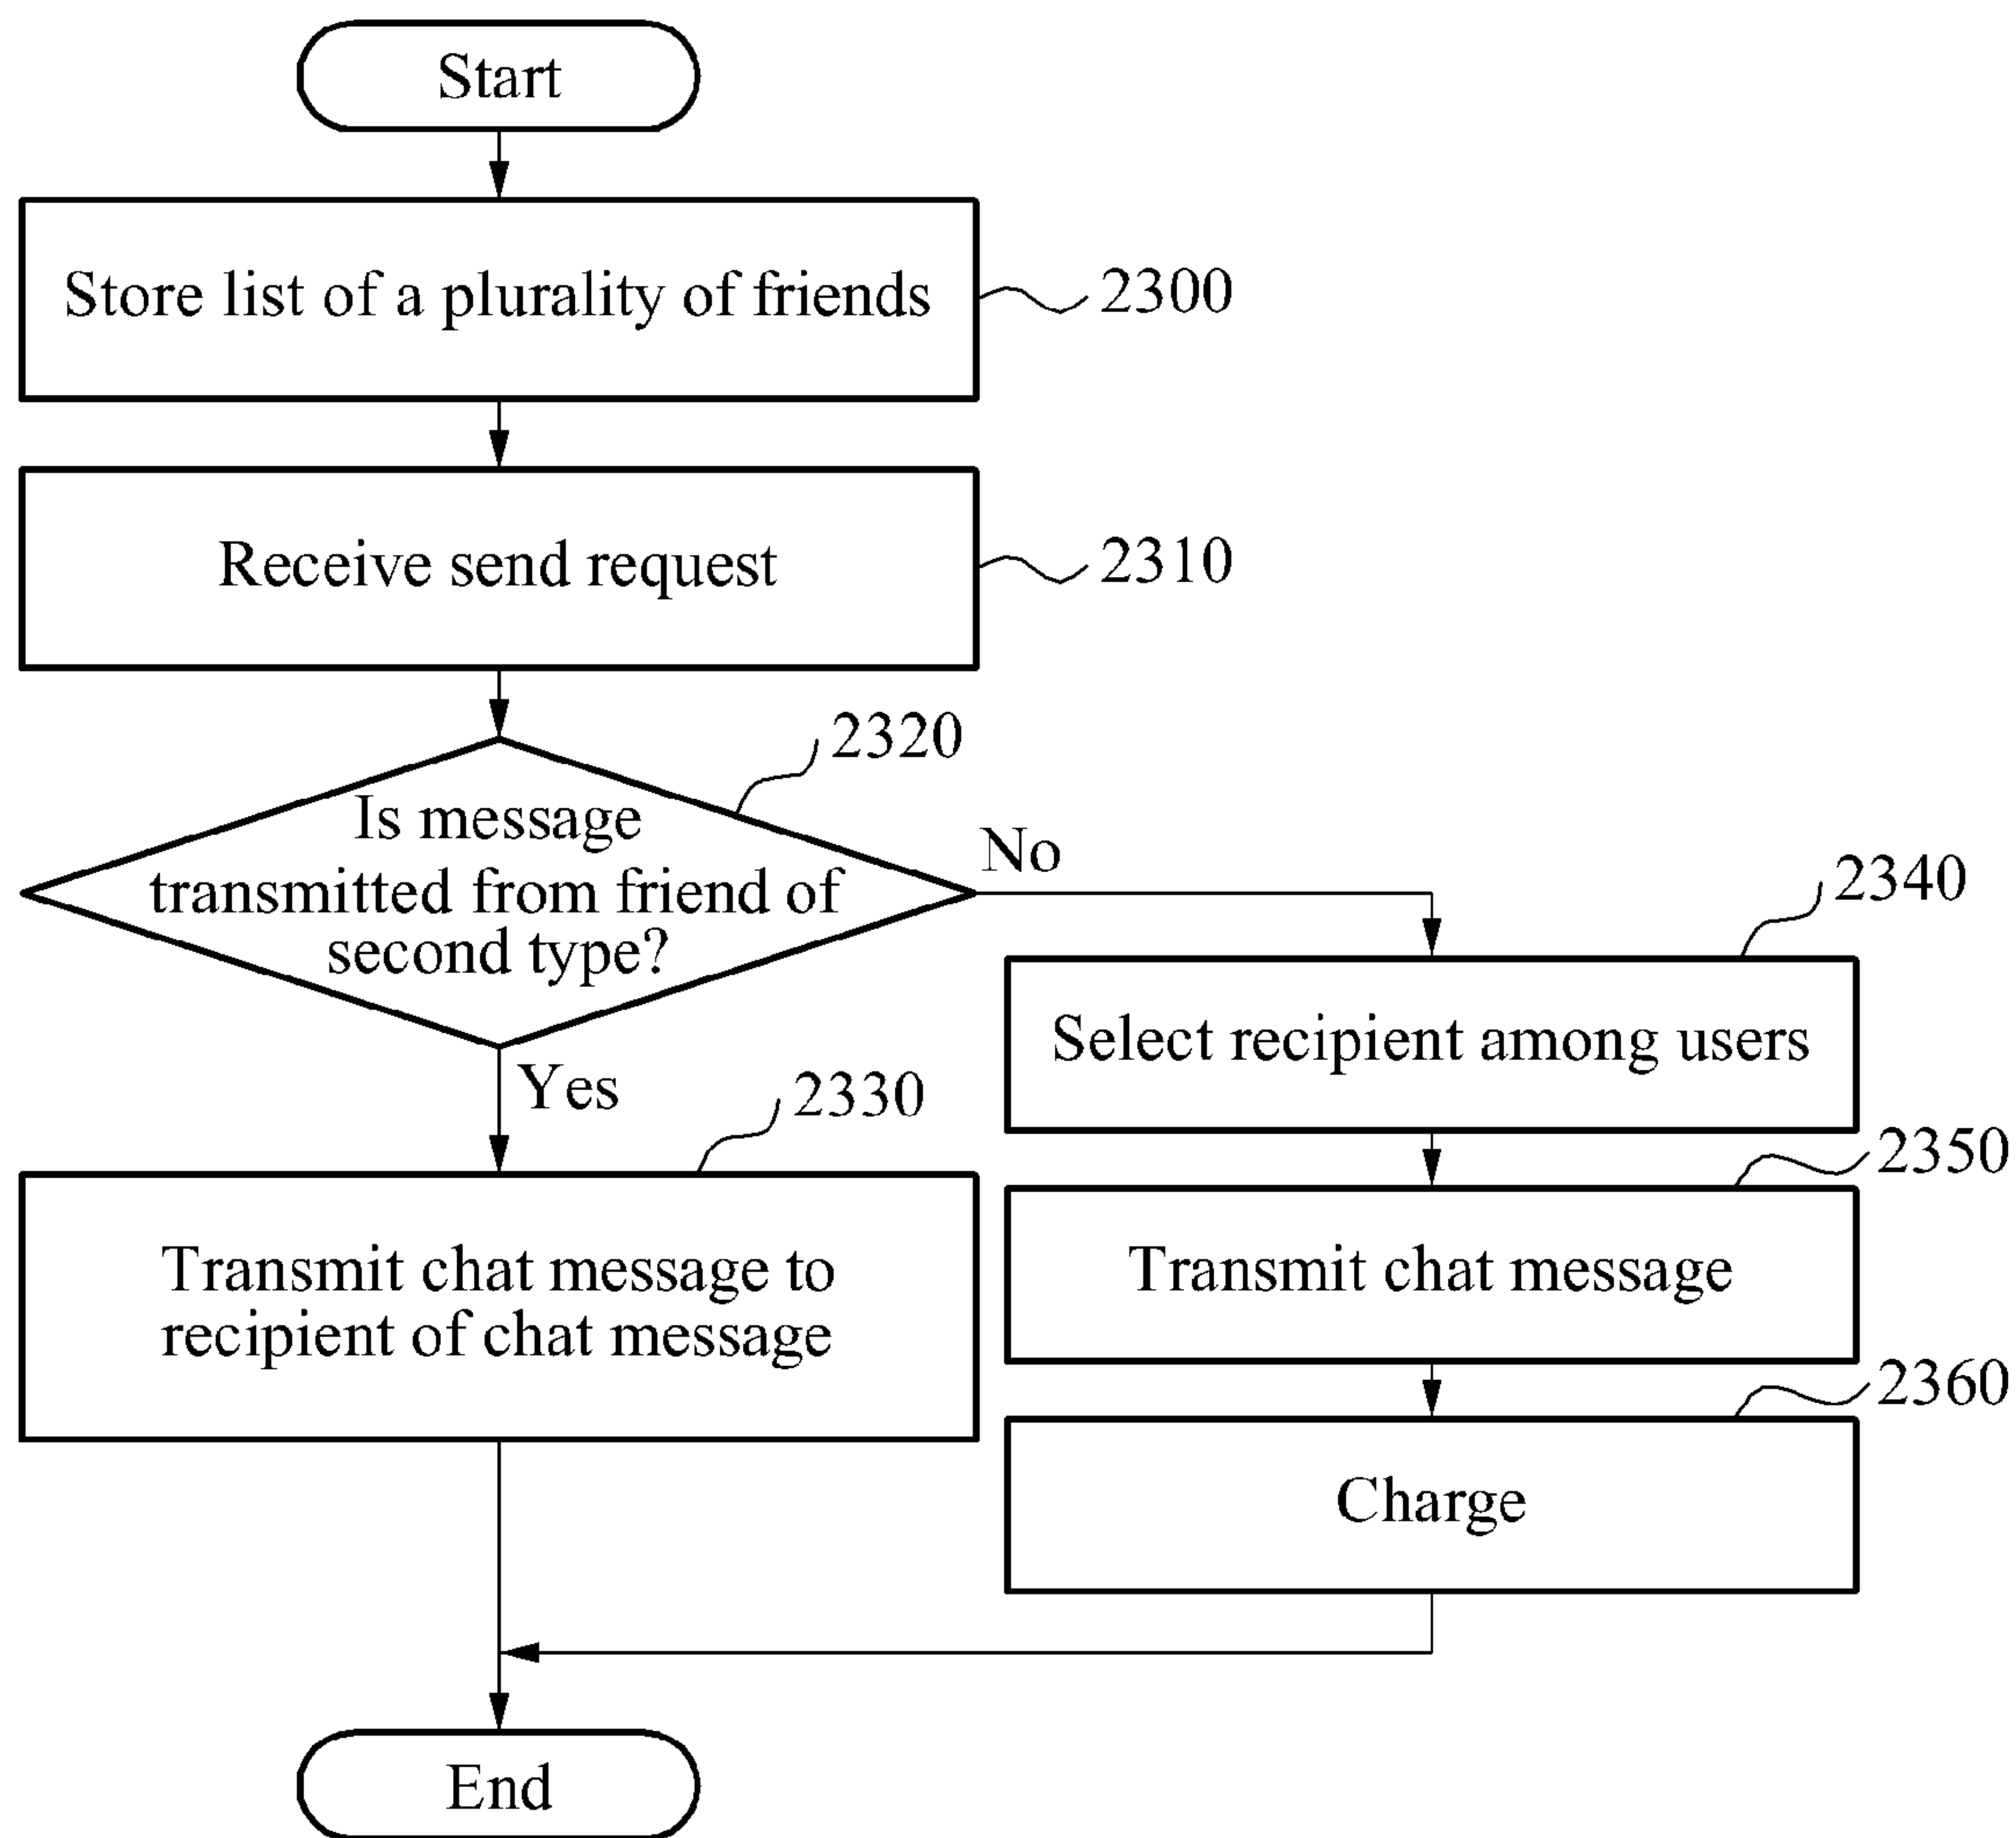 Start
Store list of a plurality of friends
2300
Receive send request
2310
2320
Is message
transmitted from friend of
second type?
No
Yes
2330
Transmit chat message to
recipient of chat message
2340
Select recipient among users
2350
Transmit chat message
2360
Charge
End